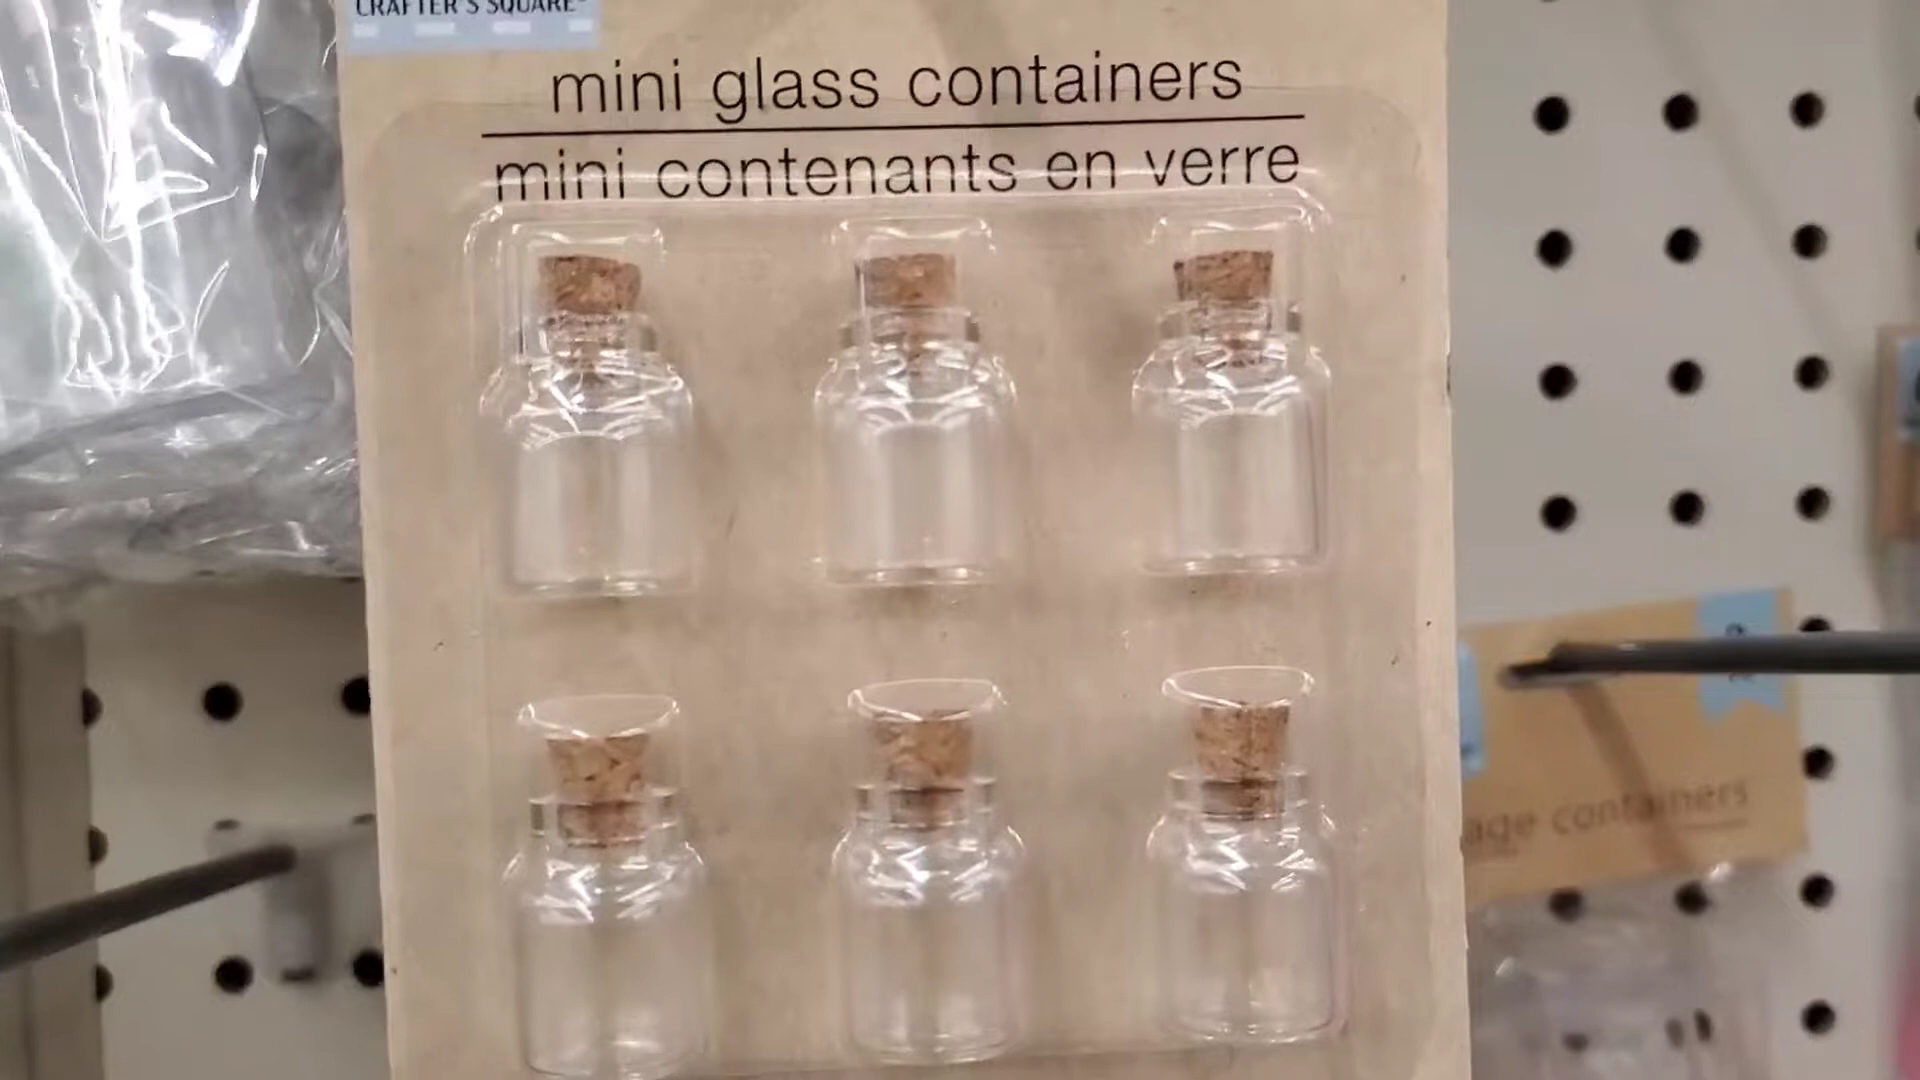 CRAFTER'S SQUARE
mini glass containers
mini contenants en verre
containers